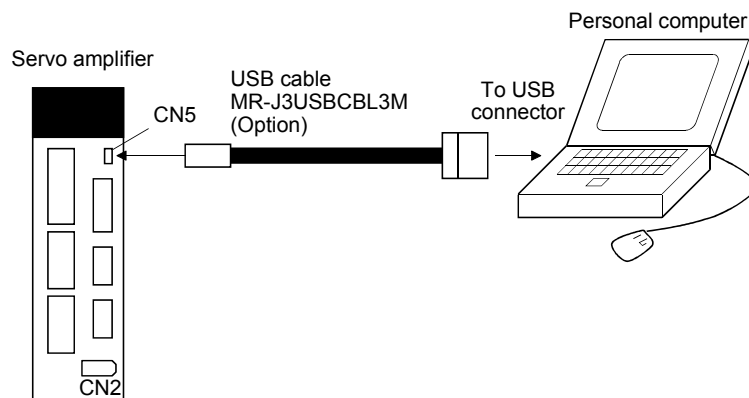 Personal computer
Servo amplifier
USB cable
MR-J3USBCBL3M
(Option)
To USB
connector
CN5
CN2